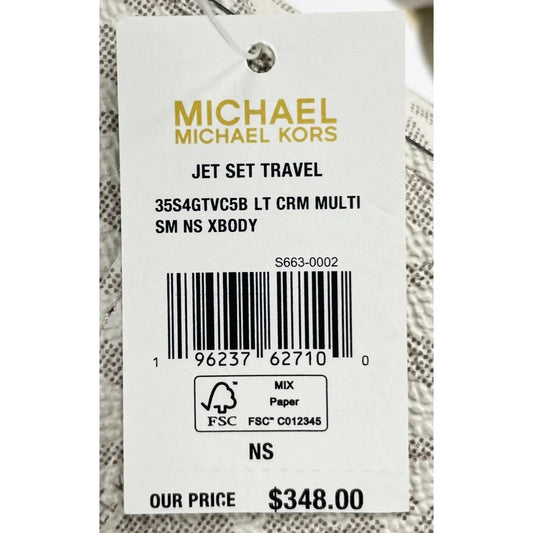 MICHAEL
MICHAEL KORS
JET SET TRAVEL
35S4GTVC5B LT CRM MULTI
SM NS XBODY
S663-0002
1 96237 62710 0
FSC
MIX
Paper
FSC™ C012345
NS
OUR PRICE $348.00